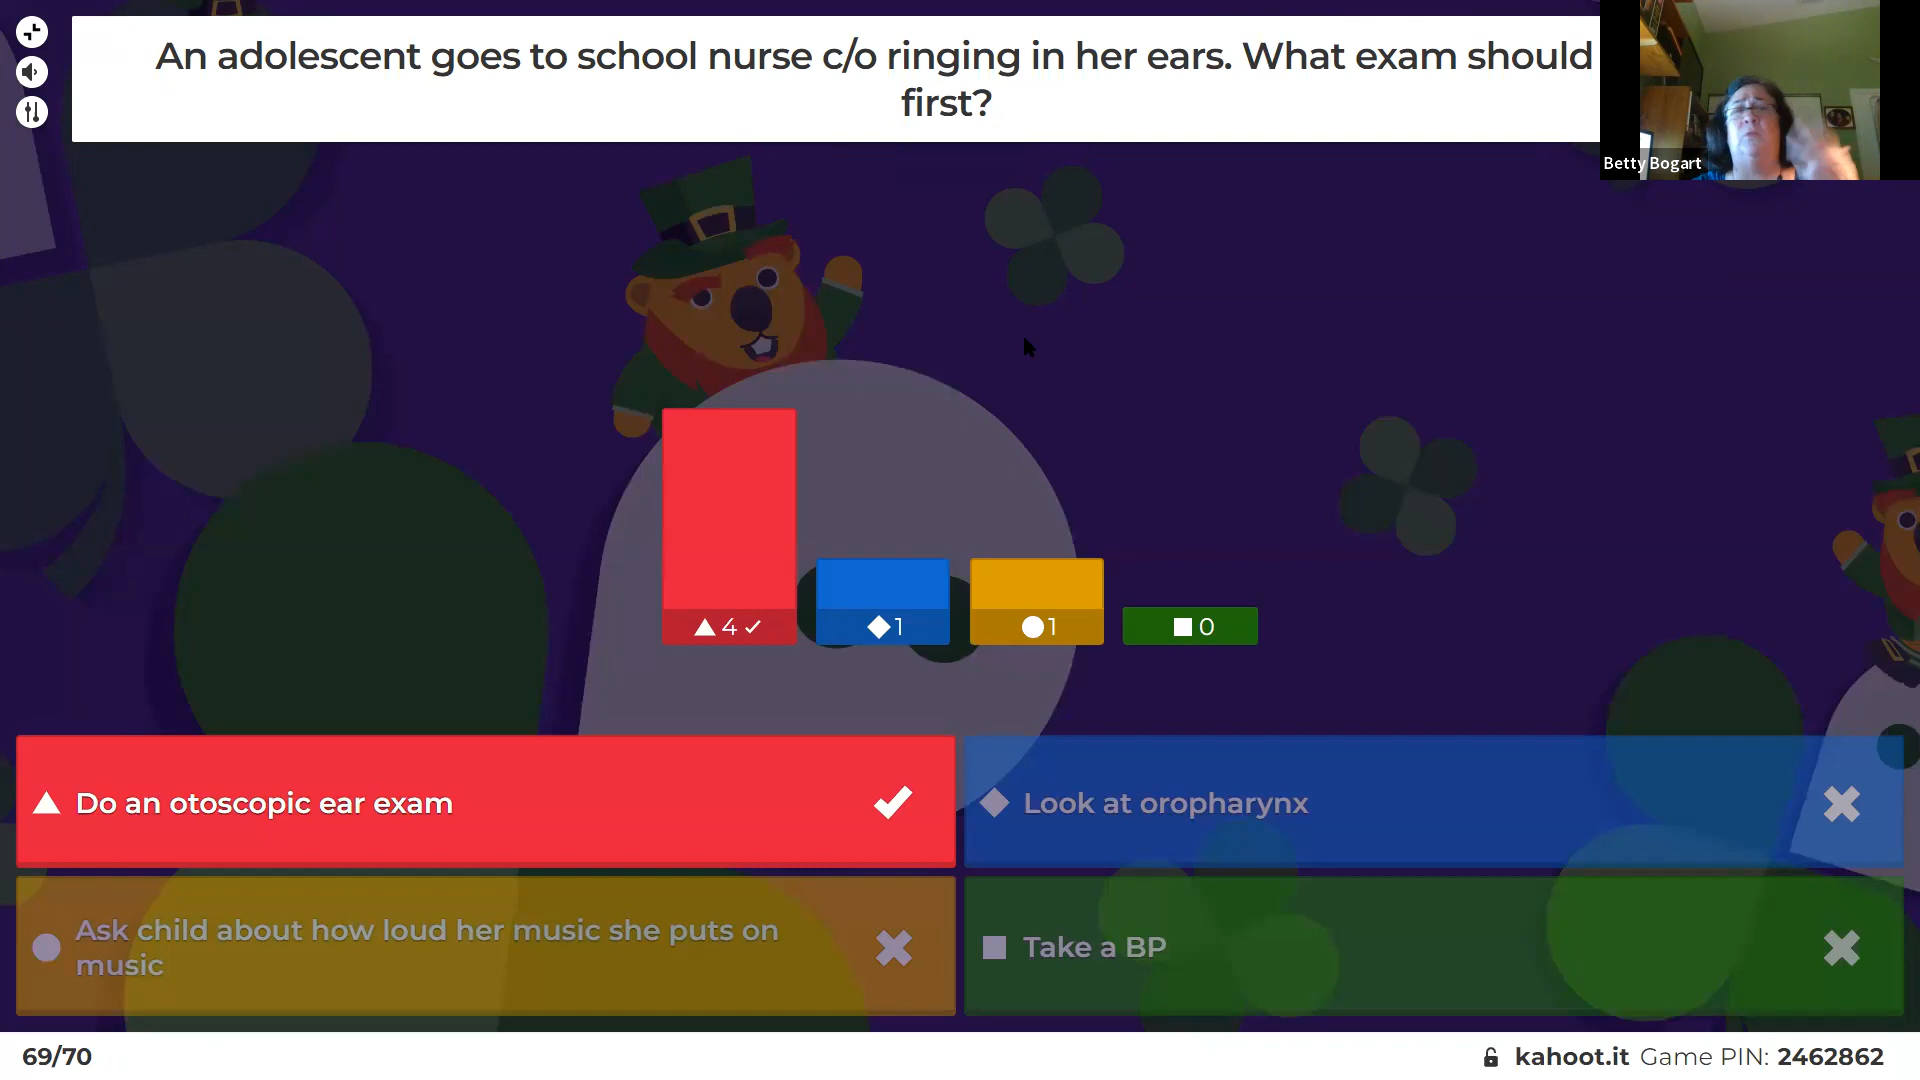 An adolescent goes to school nurse c/o ringing in her ears. What exam should
first?
Betty Bogart
4
1
1
0
Do an otoscopic ear exam
Look at oropharynx
Ask child about how loud her music she puts on
music
Take a BP
69/70
kahoot.it Game PIN: 2462862